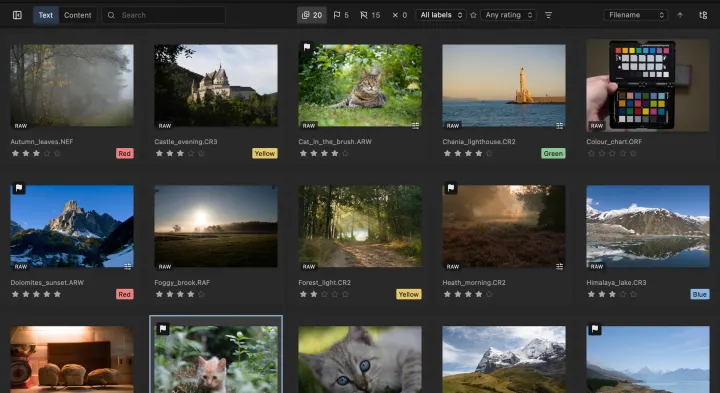 Text Content Search 20 5 15 0 All labels Any rating Filename
RAW RAW RAW RAW RAW
Autumn_leaves.NEF Castle_evening.CR3 Cat_in_the_brush.ARW Chania_lighthouse.CR2 Colour_chart.ORF
Red Yellow Green
RAW RAW RAW RAW RAW
Dolomites_sunset.ARW Foggy_brook.RAF Forest_light.CR2 Heath_morning.CR2 Himalaya_lake.CR3
Red Yellow Blue